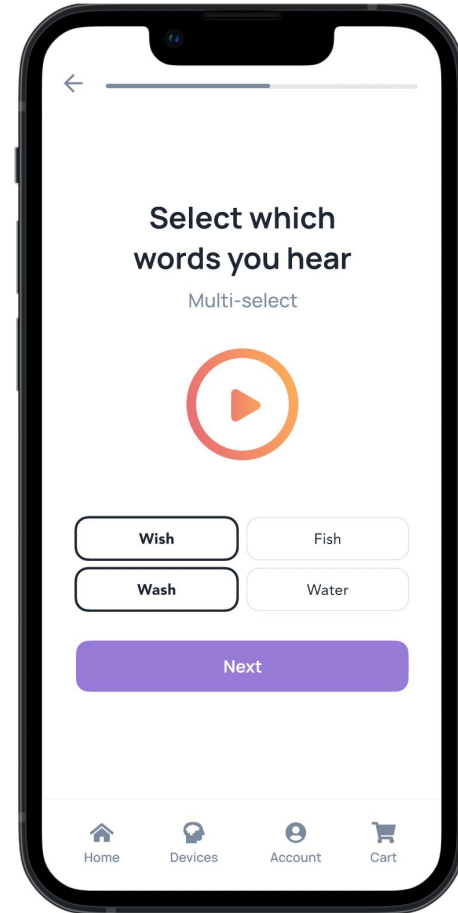 Select which
words you hear
Multi-select
Wish
Fish
Wash
Water
Next
Home
Devices
Account
Cart